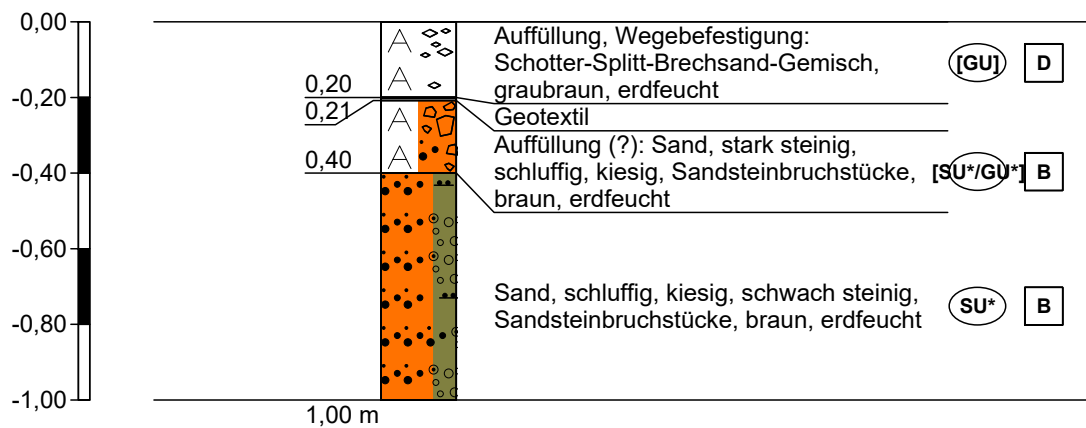 0,00
-0,20
-0,40
-0,60
-0,80
-1,00
0,20
0,21
0,40
1,00 m
A
A
A
A
Auffüllung, Wegebefestigung:
Schotter-Splitt-Brechsand-Gemisch,
graubraun, erdfeucht
[GU]
D
Geotextil
Auffüllung (?): Sand, stark steinig,
schluffig, kiesig, Sandsteinbruchstücke,
braun, erdfeucht
[SU*/GU*]
B
Sand, schluffig, kiesig, schwach steinig,
Sandsteinbruchstücke, braun, erdfeucht
SU*
B